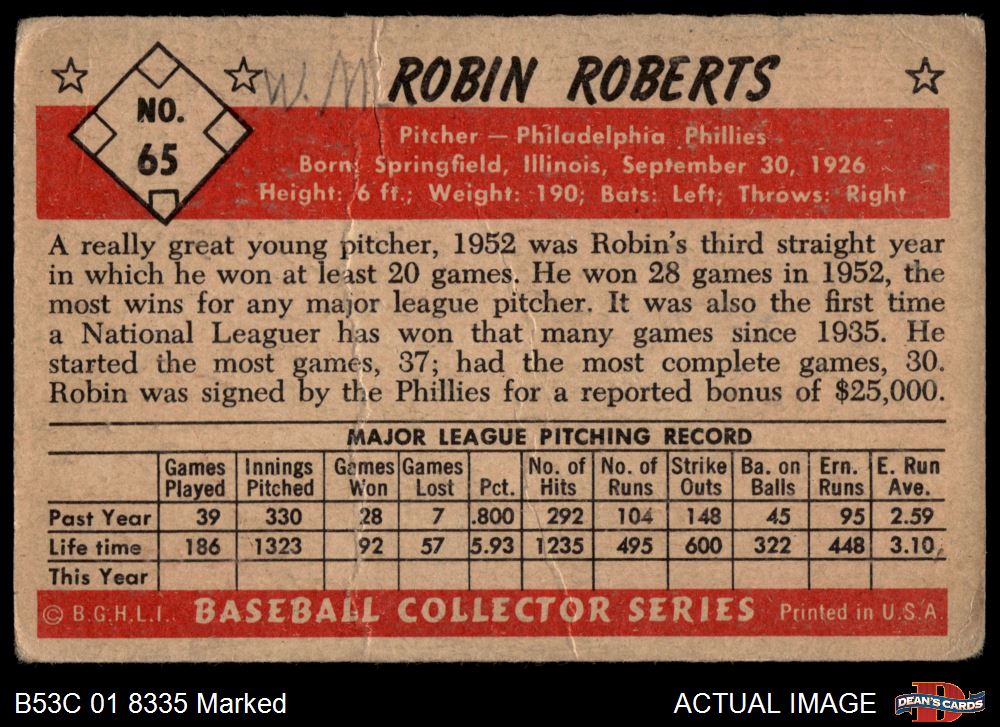 NO.
65
W. M
ROBIN ROBERTS
Pitcher — Philadelphia Phillies
Born: Springfield, Illinois, September 30, 1926
Height: 6 ft.; Weight: 190; Bats: Left; Throws: Right
A really great young pitcher, 1952 was Robin's third straight year
in which he won at least 20 games. He won 28 games in 1952, the
most wins for any major league pitcher. It was also the first time
a National Leaguer has won that many games since 1935. He
started the most games, 37; had the most complete games, 30.
Robin was signed by the Phillies for a reported bonus of $25,000.
MAJOR LEAGUE PITCHING RECORD
Games Played Innings Pitched Games Won Games Lost Pct. No. of Hits No. of Runs Strike Outs Ba. on Balls Ern. Runs E. Run Ave.
Past Year 39 330 28 7 .800 292 104 148 45 95 2.59
Life time 186 1323 92 57 5.93 1235 495 600 322 448 3.10
This Year
© B.G.H.L.I. BASEBALL COLLECTOR SERIES Printed in U.S.A.
B53C 01 8335 Marked ACTUAL IMAGE DEAN'S CARDS